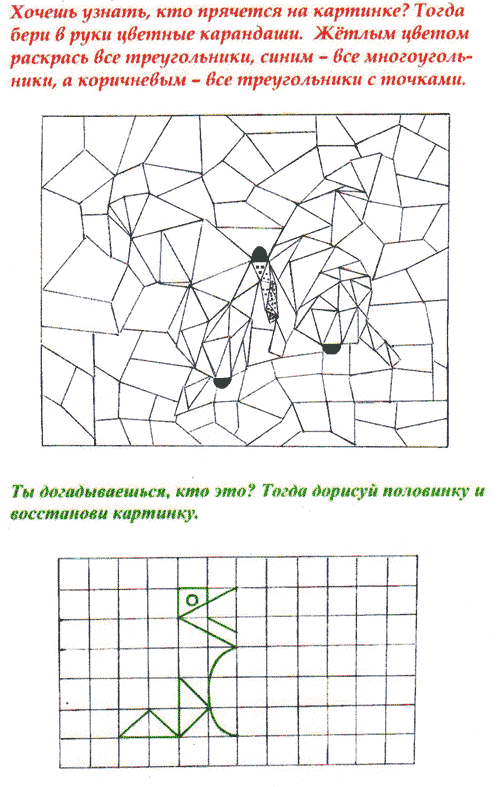 Хочешь узнать, кто прячется на картинке? Тогда
бери в руки цветные карандаши. Жётлым цветом
раскрась все треугольники, синим – все многоуголь-
ники, а коричневым – все треугольники с точками.
Ты догадываешься, кто это? Тогда дорисуй половинку и
восстанови картинку.